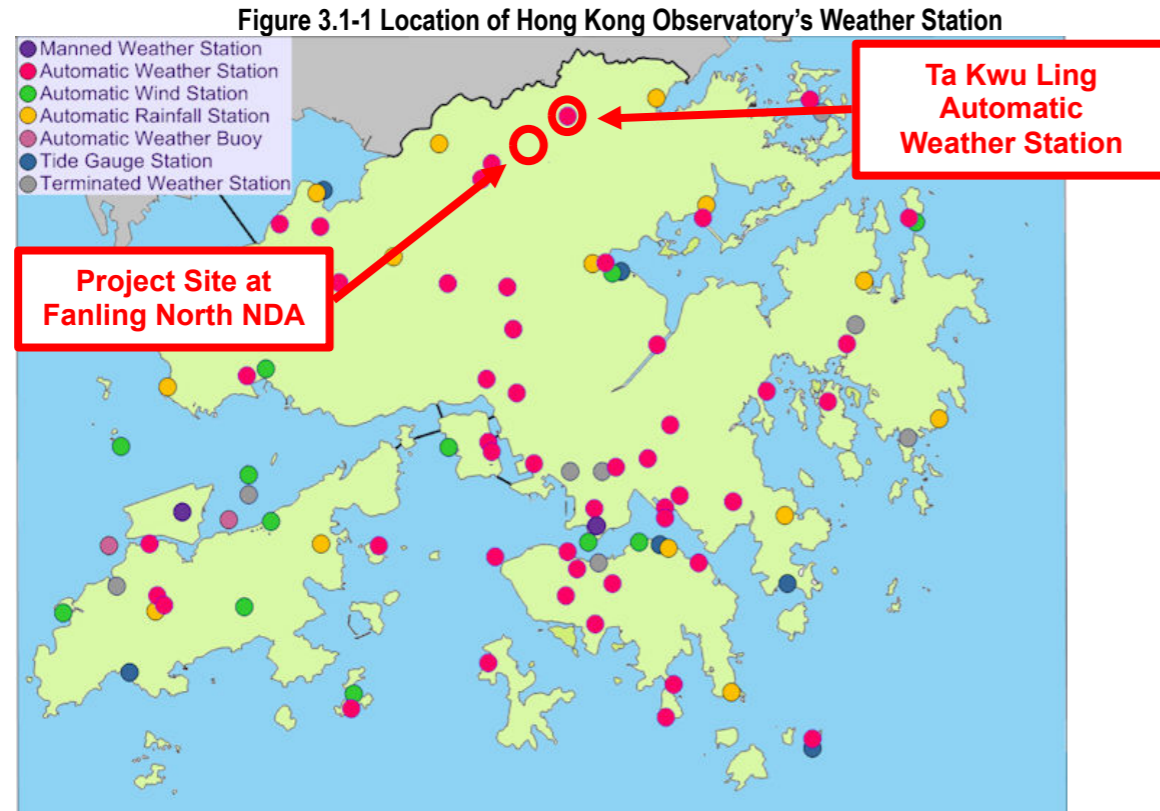 Figure 3.1-1 Location of Hong Kong Observatory’s Weather Station
Manned Weather Station
Automatic Weather Station
Automatic Wind Station
Automatic Rainfall Station
Automatic Weather Buoy
Tide Gauge Station
Terminated Weather Station
Ta Kwu Ling
Automatic
Weather Station
Project Site at
Fanling North NDA